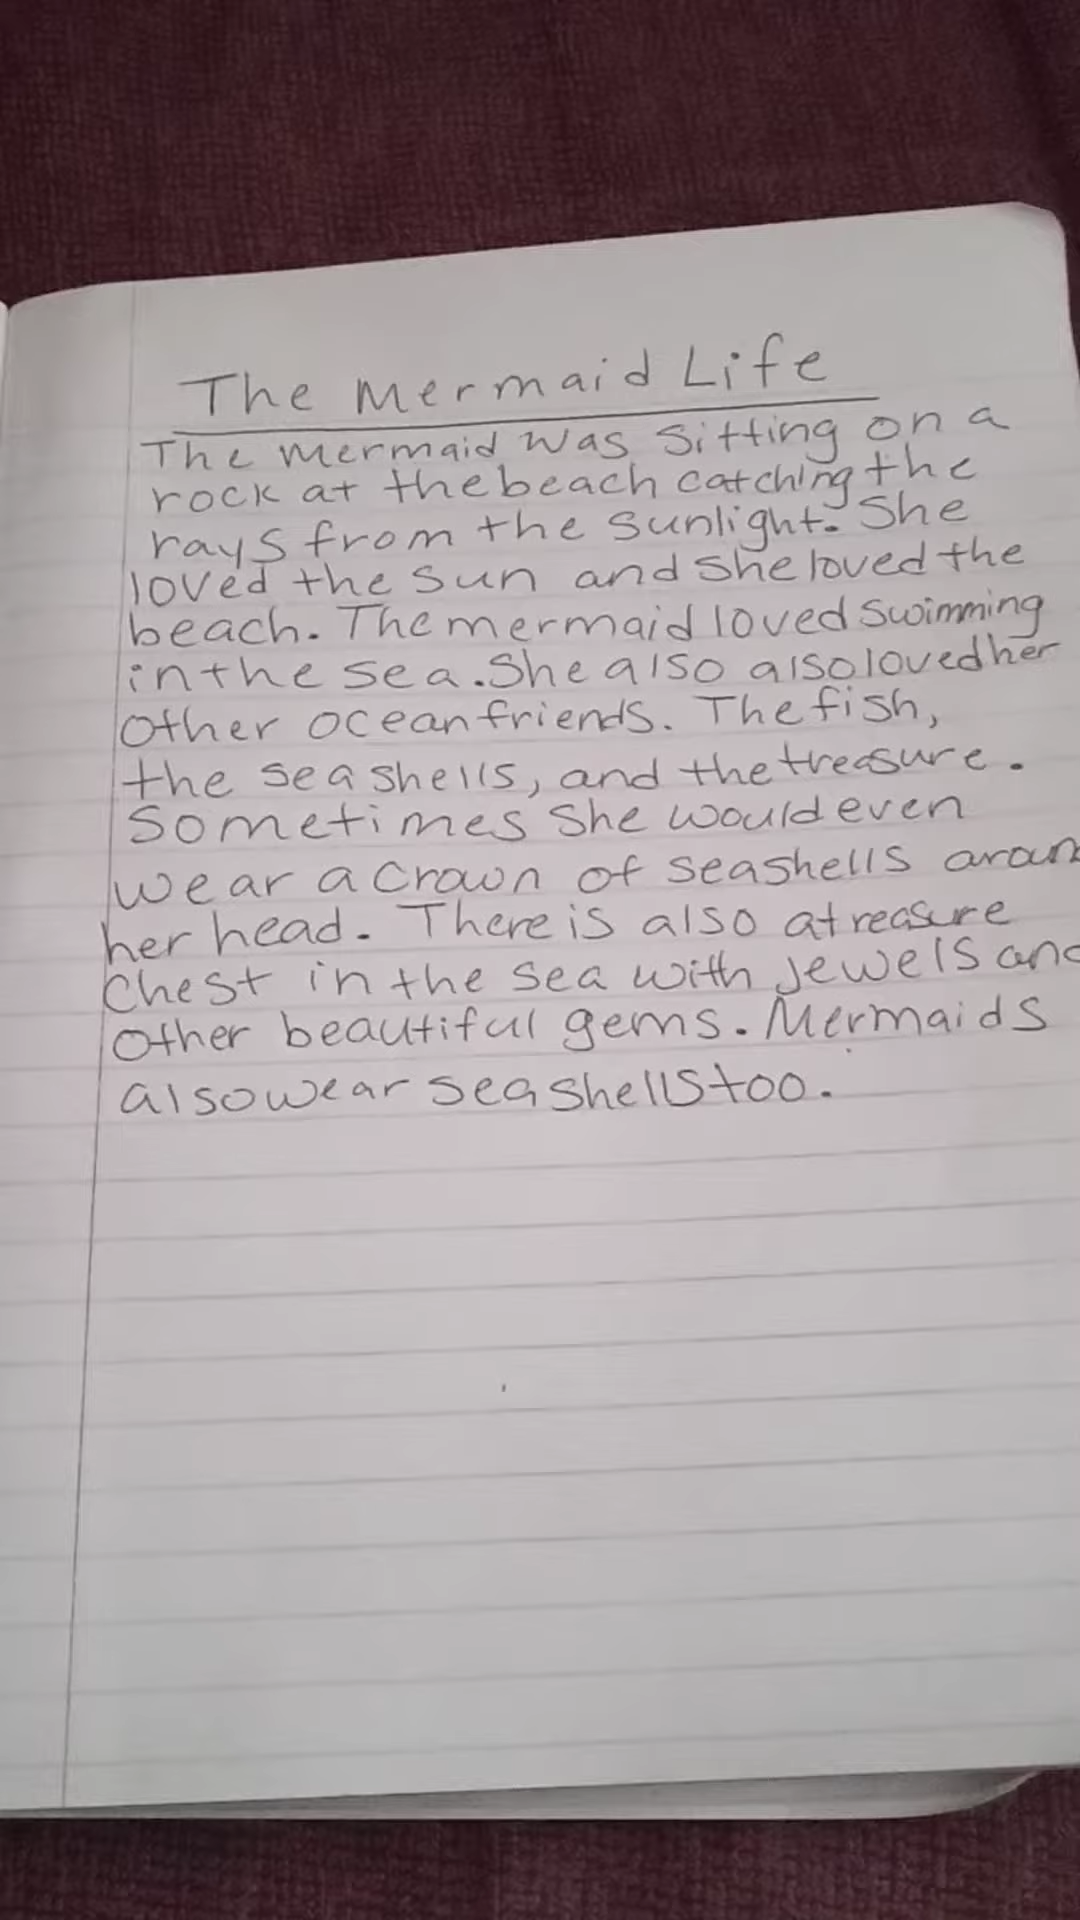 The Mermaid Life
The mermaid was sitting on a
rock at the beach catching the
rays from the sunlight. She
loved the sun and she loved the
beach. The mermaid loved swimming
in the sea. She also also loved her
other ocean friends. The fish,
the seashells, and the treasure.
Sometimes she would even
wear a crown of seashells aroun
her head. There is also a treasure
chest in the sea with jewels and
other beautiful gems. Mermaids
also wear seashells too.